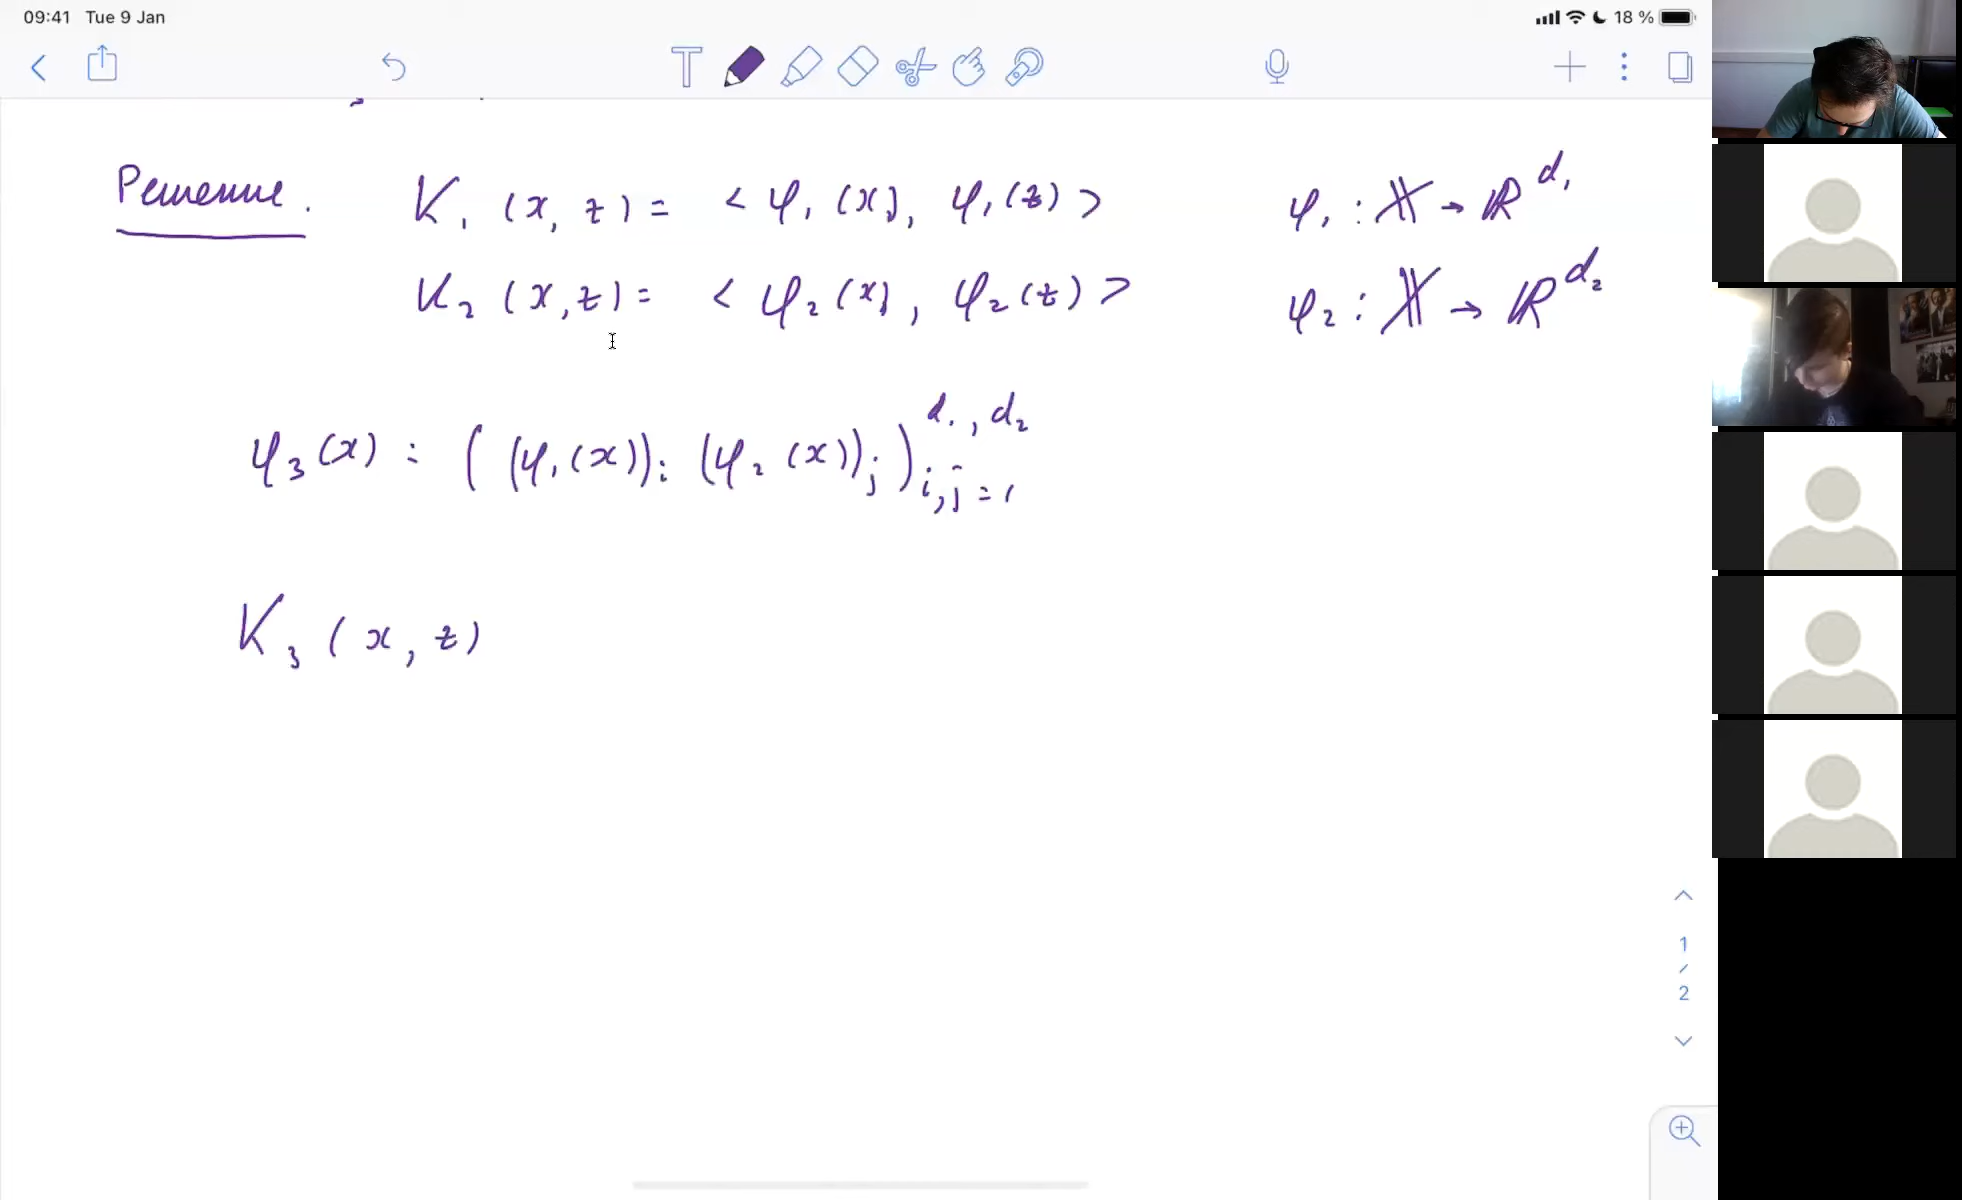 09:41 Tue 9 Jan 18 %
T
Решение. K₁ (x, z) = < φ₁ (x), φ₁ (z) > φ₁ : 𝕏 → ℝ^d₁
K₂ (x, z) = < φ₂ (x), φ₂ (z) > φ₂ : 𝕏 → ℝ^d₂
φ₃ (x) = ( (φ₁ (x))ᵢ (φ₂ (x))ⱼ )^d₁, d₂ _i, j = 1
K₃ (x, z)
1
/
2